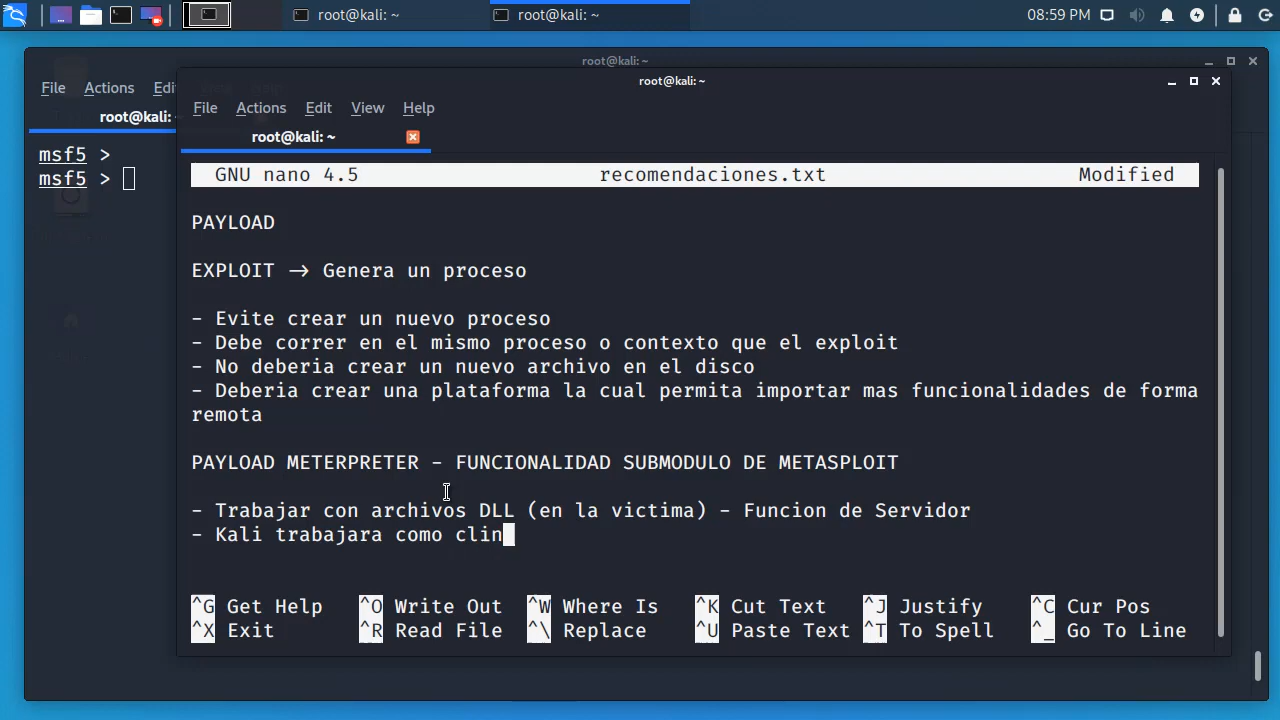 root@kali: ~
root@kali: ~
08:59 PM
root@kali: ~
File Actions Edi
root@kali:
msf5 >
msf5 >
root@kali: ~
File Actions Edit View Help
root@kali: ~
GNU nano 4.5 recomendaciones.txt Modified
PAYLOAD
EXPLOIT → Genera un proceso
- Evite crear un nuevo proceso
- Debe correr en el mismo proceso o contexto que el exploit
- No deberia crear un nuevo archivo en el disco
- Deberia crear una plataforma la cual permita importar mas funcionalidades de forma
remota
PAYLOAD METERPRETER - FUNCIONALIDAD SUBMODULO DE METASPLOIT
- Trabajar con archivos DLL (en la victima) - Funcion de Servidor
- Kali trabajara como clin
^G Get Help ^O Write Out ^W Where Is ^K Cut Text ^J Justify ^C Cur Pos
^X Exit ^R Read File ^\ Replace ^U Paste Text ^T To Spell ^_ Go To Line